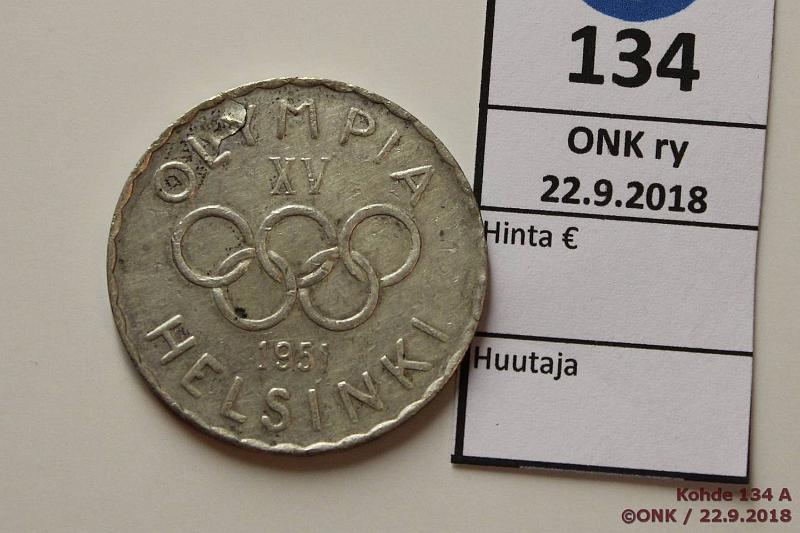 OLYMPIA
XV
1951
HELSINKI
134
ONK ry
22.9.2018
Hinta €
Huutaja
Kohde 134 A
©ONK / 22.9.2018